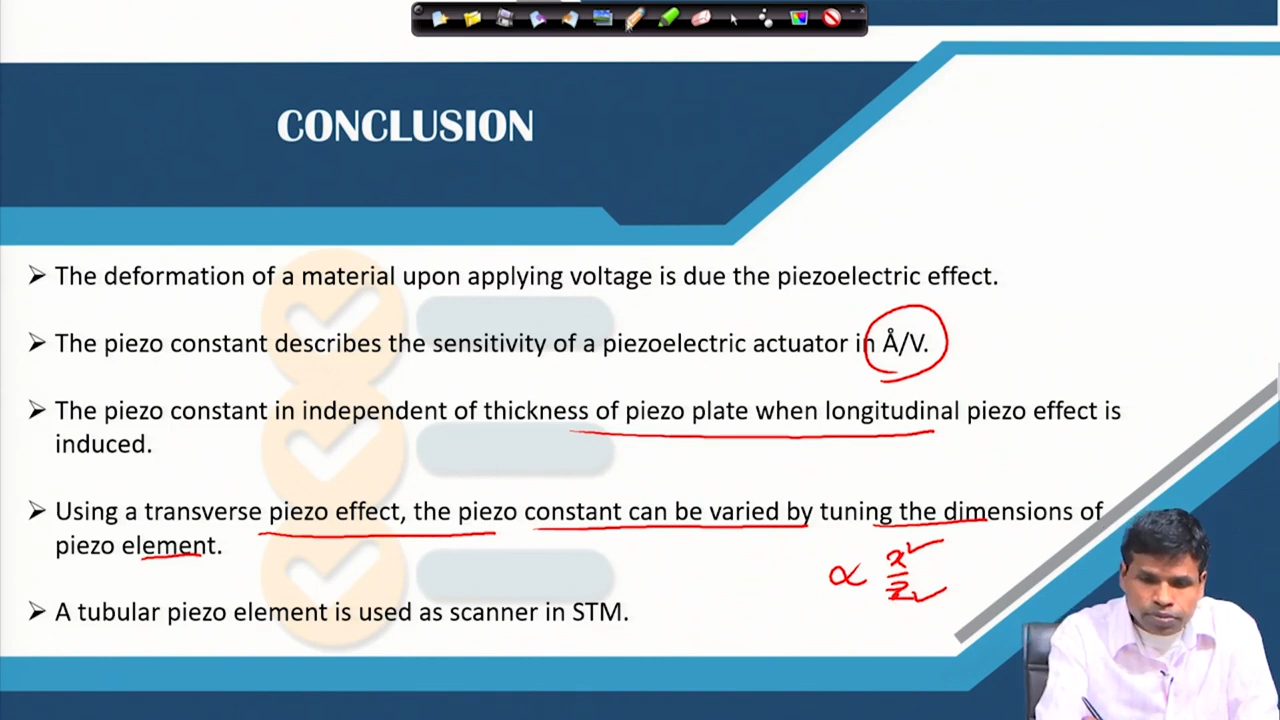 CONCLUSION
➢ The deformation of a material upon applying voltage is due the piezoelectric effect.
➢ The piezo constant describes the sensitivity of a piezoelectric actuator in Å/V.
➢ The piezo constant in independent of thickness of piezo plate when longitudinal piezo effect is
induced.
➢ Using a transverse piezo effect, the piezo constant can be varied by tuning the dimensions of
piezo element.
∝ x/z
➢ A tubular piezo element is used as scanner in STM.